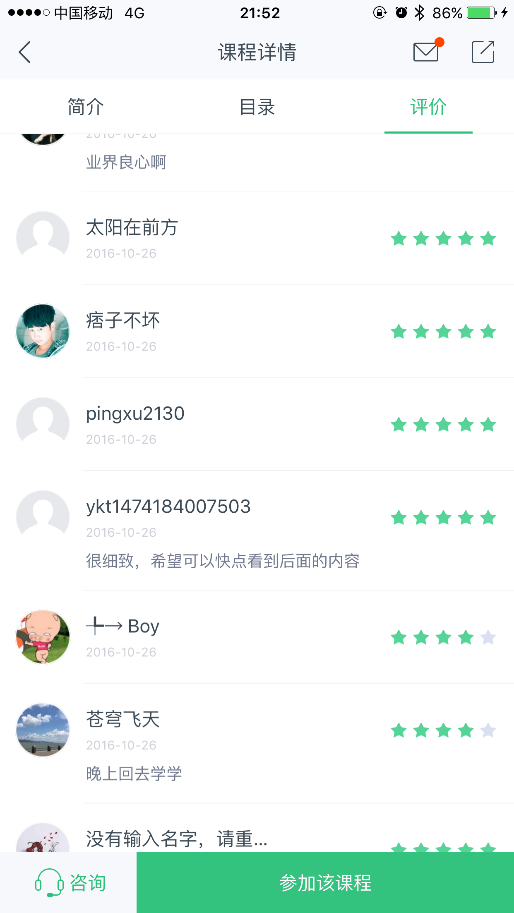 中国移动 4G 21:52 86%
课程详情
简介 目录 评价
2016-10-26
业界良心啊
太阳在前方
2016-10-26
痞子不坏
2016-10-26
pingxu2130
2016-10-26
ykt1474184007503
2016-10-26
很细致，希望可以快点看到后面的内容
Boy
2016-10-26
苍穹飞天
2016-10-26
晚上回去学学
没有输入名字，请重...
咨询 参加该课程